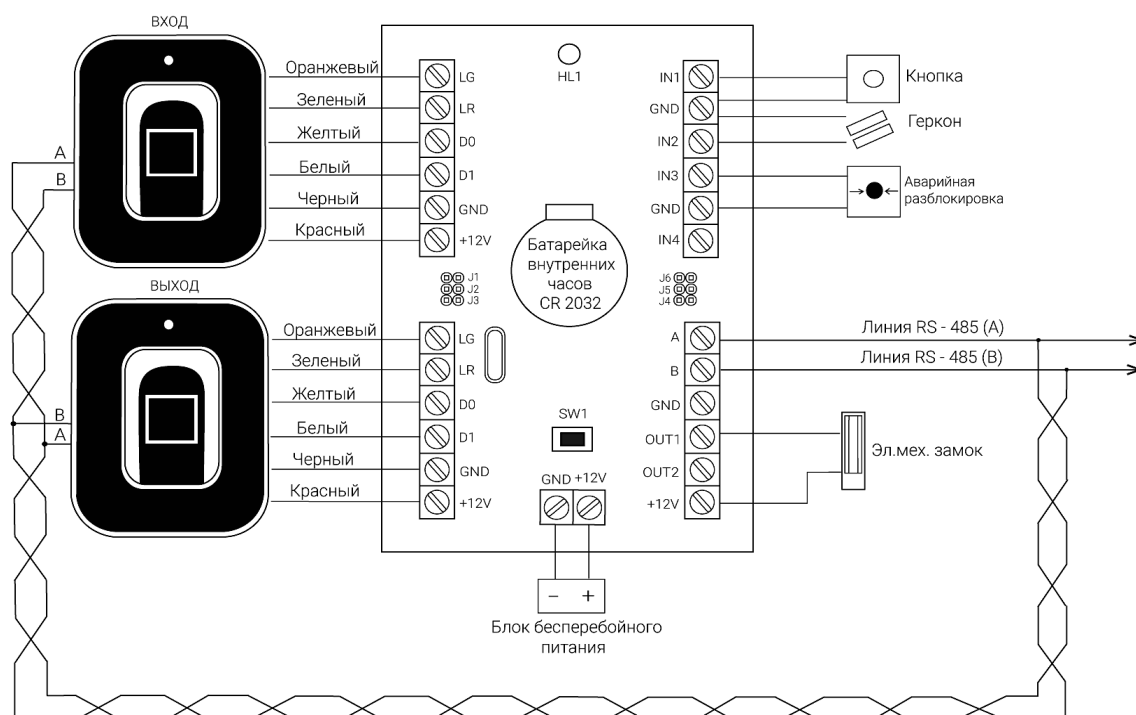 ВХОД
A
B
Оранжевый
Зеленый
Желтый
Белый
Черный
Красный
LG
LR
D0
D1
GND
+12V
HL1
IN1
GND
IN2
IN3
GND
IN4
Кнопка
Геркон
Аварийная
разблокировка
Батарейка
внутренних
часов
CR 2032
J1
J2
J3
J6
J5
J4
ВЫХОД
B
A
Оранжевый
Зеленый
Желтый
Белый
Черный
Красный
LG
LR
D0
D1
GND
+12V
SW1
GND +12V
A
B
GND
OUT1
OUT2
+12V
Линия RS - 485 (A)
Линия RS - 485 (B)
Эл.мех. замок
− +
Блок бесперебойного
питания